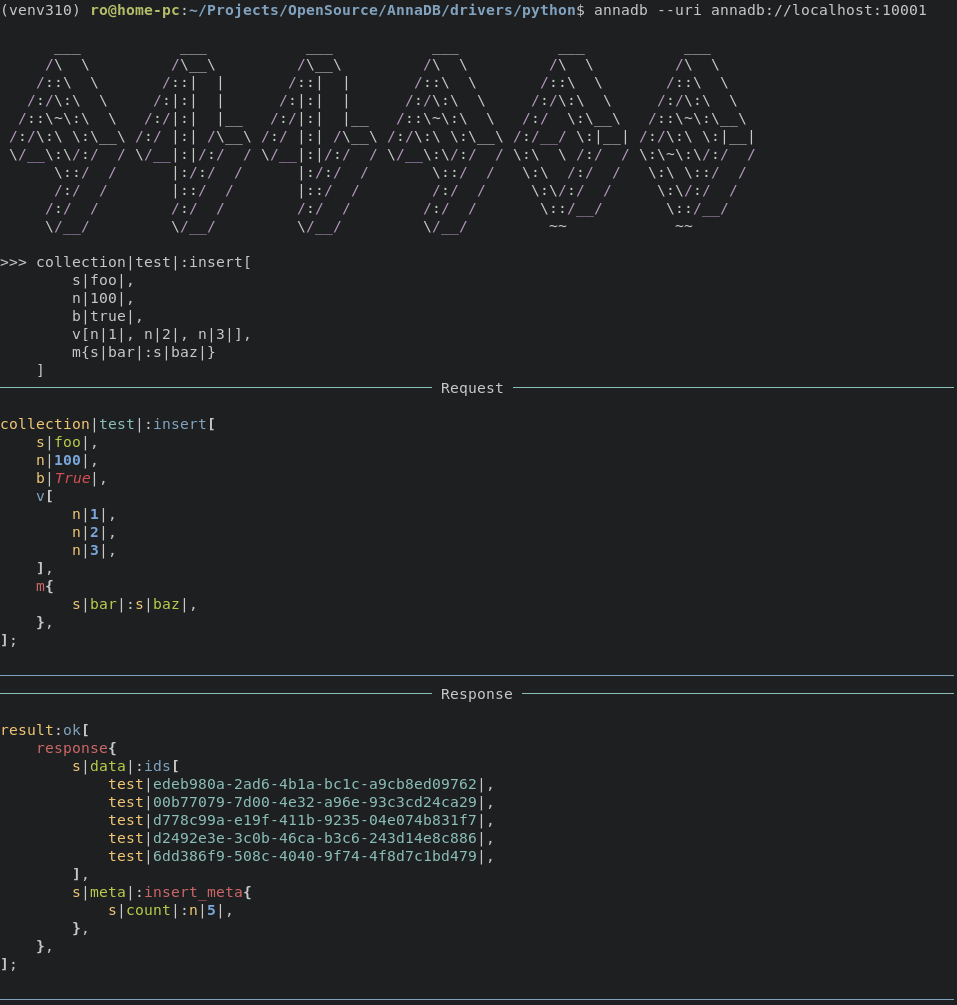 (venv310) ro@home-pc:~/Projects/OpenSource/AnnaDB/drivers/python$ annadb --uri annadb://localhost:10001
      ___           ___           ___           ___           ___           ___
     /\  \         /\__\         /\__\         /\  \         /\  \         /\  \
    /::\  \       /::|  |       /::|  |       /::\  \       /::\  \       /::\  \
   /:/\:\  \     /:|:|  |      /:|:|  |      /:/\:\  \     /:/\:\  \     /:/\:\  \
  /::\~\:\  \   /:/|:|  |__   /:/|:|  |__   /::\~\:\  \   /:/  \:\__\   /::\~\:\__\
 /:/\:\ \:\__\ /:/ |:| /\__\ /:/ |:| /\__\ /:/\:\ \:\__\ /:/__/ \:|__| /:/\:\ \:|__|
 \/__\:\/:/  / \/__|:|/:/  / \/__|:|/:/  / \/__\:\/:/  / \:\  \ /:/  / \:\~\:\/:/  /
      \::/  /      |:/:/  /      |:/:/  /       \::/  /   \:\  /:/  /   \:\ \::/  /
      /:/  /       |::/  /       |::/  /        /:/  /     \:\/:/  /     \:\/:/  /
     /:/  /        /:/  /        /:/  /        /:/  /       \::/__/       \::/__/
     \/__/         \/__/         \/__/         \/__/         ~~            ~~
>>> collection|test|:insert[
        s|foo|,
        n|100|,
        b|true|,
        v[n|1|, n|2|, n|3|],
        m{s|bar|:s|baz|}
    ]
Request
collection|test|:insert[
    s|foo|,
    n|100|,
    b|True|,
    v[
        n|1|,
        n|2|,
        n|3|,
    ],
    m{
        s|bar|:s|baz|,
    },
];
Response
result:ok[
    response{
        s|data|:ids[
            test|edeb980a-2ad6-4b1a-bc1c-a9cb8ed09762|,
            test|00b77079-7d00-4e32-a96e-93c3cd24ca29|,
            test|d778c99a-e19f-411b-9235-04e074b831f7|,
            test|d2492e3e-3c0b-46ca-b3c6-243d14e8c886|,
            test|6dd386f9-508c-4040-9f74-4f8d7c1bd479|,
        ],
        s|meta|:insert_meta{
            s|count|:n|5|,
        },
    },
];